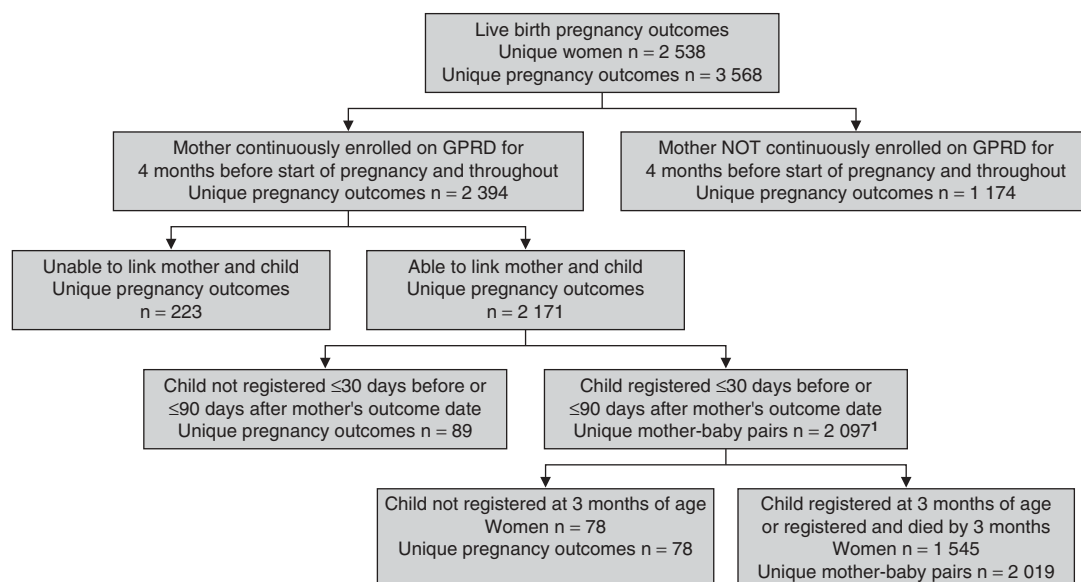 Live birth pregnancy outcomes
Unique women n = 2 538
Unique pregnancy outcomes n = 3 568
Mother continuously enrolled on GPRD for
4 months before start of pregnancy and throughout
Unique pregnancy outcomes n = 2 394
Mother NOT continuously enrolled on GPRD for
4 months before start of pregnancy and throughout
Unique pregnancy outcomes n = 1 174
Unable to link mother and child
Unique pregnancy outcomes
n = 223
Able to link mother and child
Unique pregnancy outcomes
n = 2 171
Child not registered ≤30 days before or
≤90 days after mother's outcome date
Unique pregnancy outcomes n = 89
Child registered ≤30 days before or
≤90 days after mother's outcome date
Unique mother-baby pairs n = 2 097¹
Child not registered at 3 months of age
Women n = 78
Unique pregnancy outcomes n = 78
Child registered at 3 months of age
or registered and died by 3 months
Women n = 1 545
Unique mother-baby pairs n = 2 019